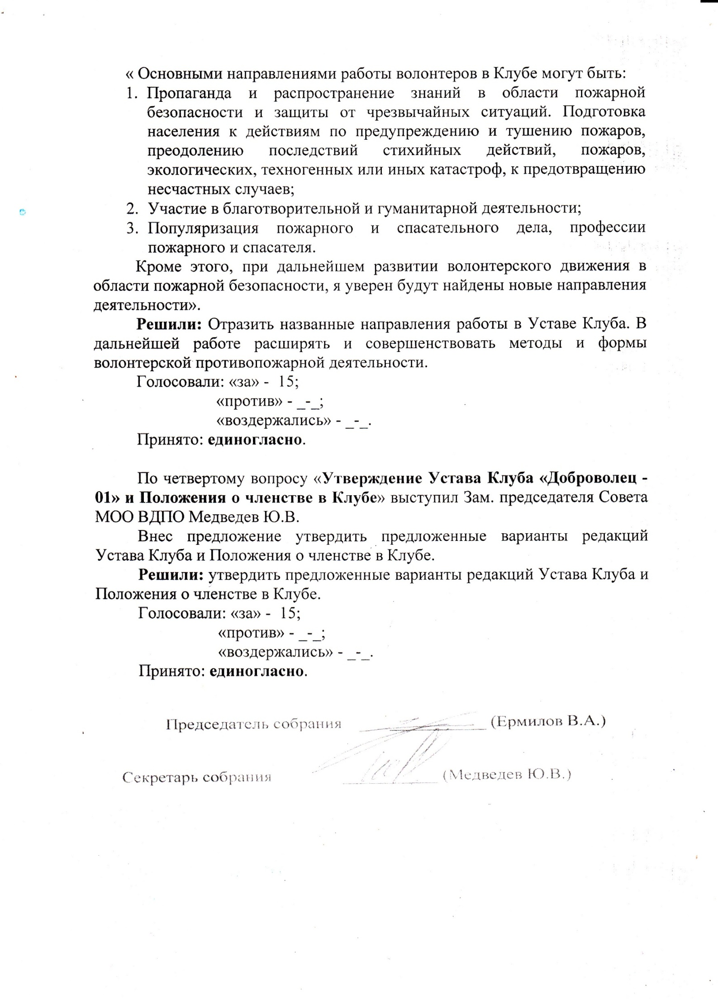 « Основными направлениями работы волонтеров в Клубе могут быть:
1. Пропаганда и распространение знаний в области пожарной
безопасности и защиты от чрезвычайных ситуаций. Подготовка
населения к действиям по предупреждению и тушению пожаров,
преодолению последствий стихийных действий, пожаров,
экологических, техногенных или иных катастроф, к предотвращению
несчастных случаев;
2. Участие в благотворительной и гуманитарной деятельности;
3. Популяризация пожарного и спасательного дела, профессии
пожарного и спасателя.
Кроме этого, при дальнейшем развитии волонтерского движения в
области пожарной безопасности, я уверен будут найдены новые направления
деятельности».
Решили: Отразить названные направления работы в Уставе Клуба. В
дальнейшей работе расширять и совершенствовать методы и формы
волонтерской противопожарной деятельности.
Голосовали: «за» - 15;
«против» - _-_;
«воздержались» - _-_.
Принято: единогласно.
По четвертому вопросу «Утверждение Устава Клуба «Доброволец -
01» и Положения о членстве в Клубе» выступил Зам. председателя Совета
МОО ВДПО Медведев Ю.В.
Внес предложение утвердить предложенные варианты редакций
Устава Клуба и Положения о членстве в Клубе.
Решили: утвердить предложенные варианты редакций Устава Клуба и
Положения о членстве в Клубе.
Голосовали: «за» - 15;
«против» - _-_;
«воздержались» - _-_.
Принято: единогласно.
Председатель собрания (Ермилов В.А.)
Секретарь собрания (Медведев Ю.В.)